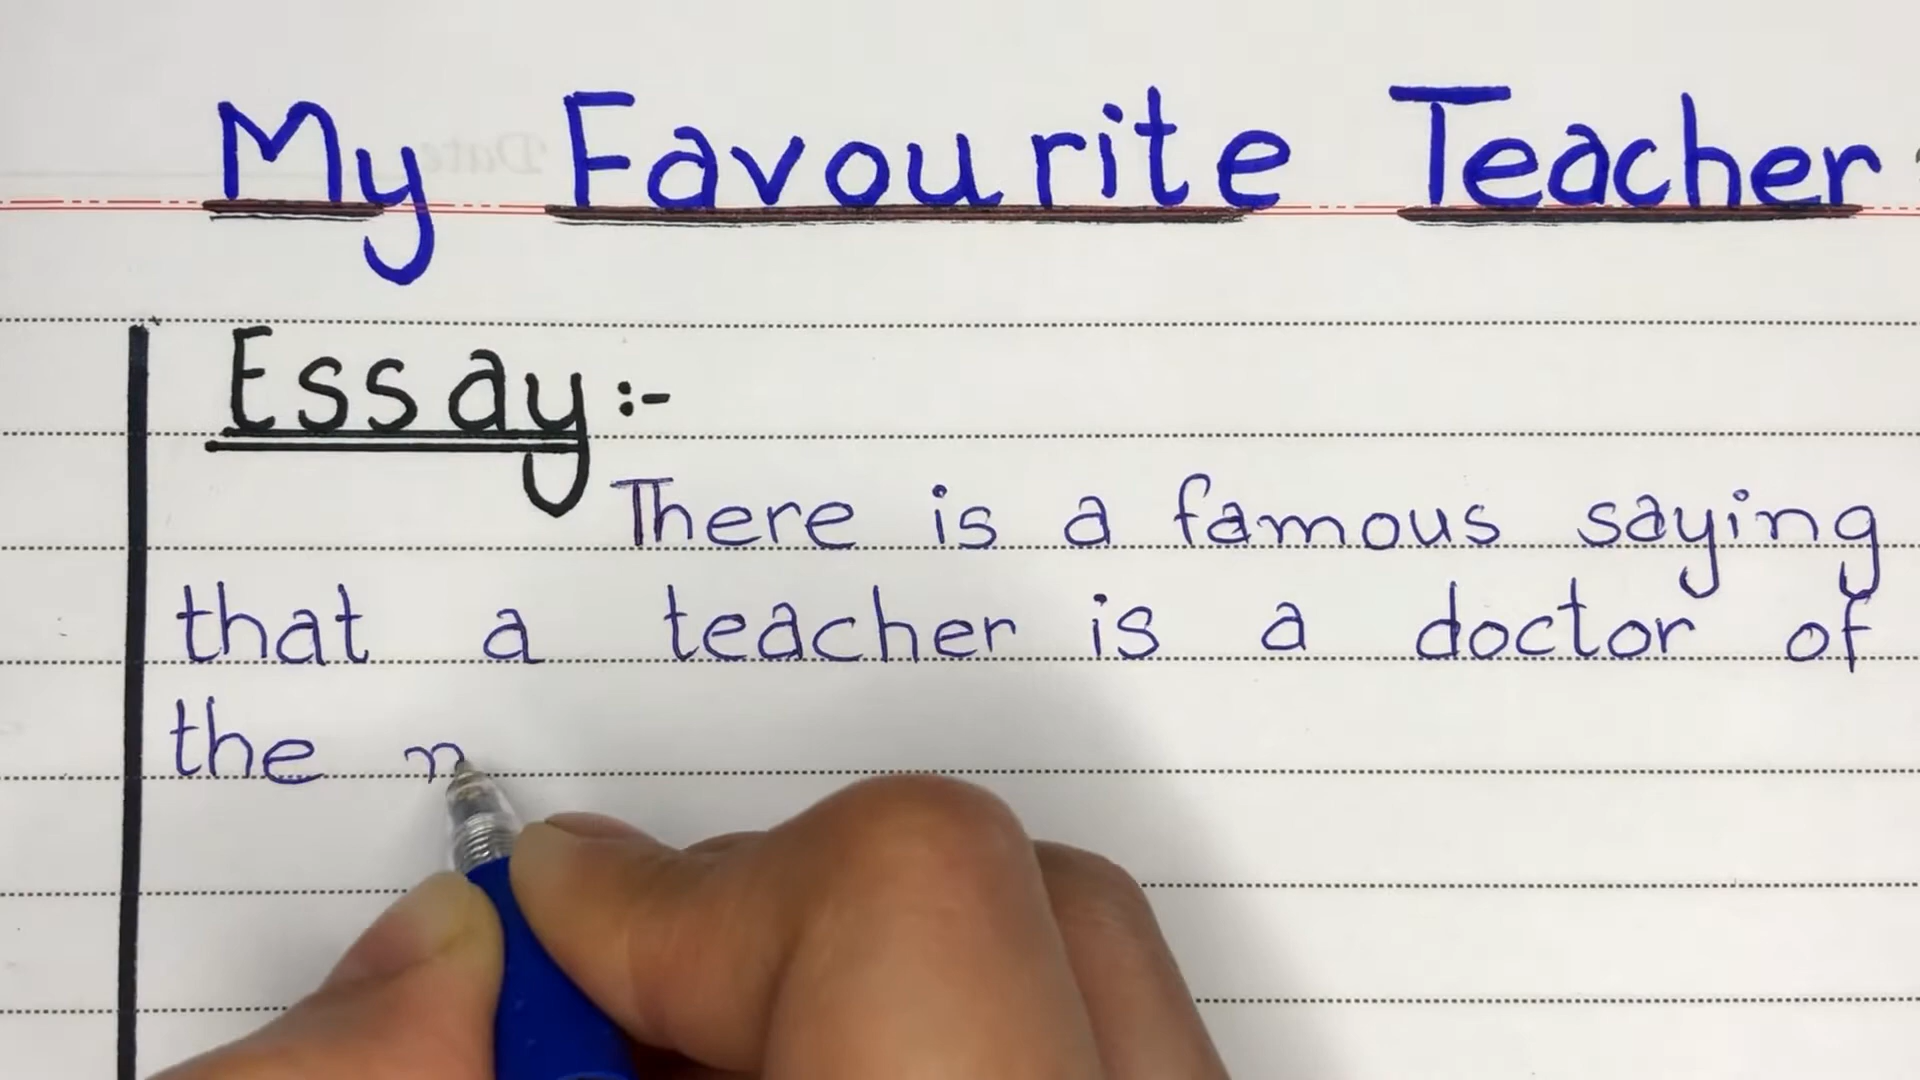 My Favourite Teacher
Essay :-
There is a famous saying
that a teacher is a doctor of
the